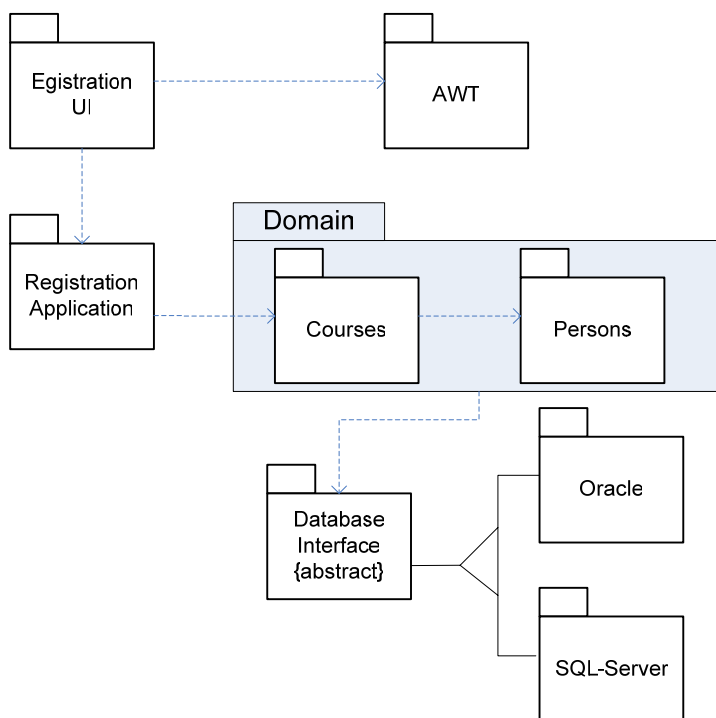 Egistration
UI
AWT
Domain
Registration
Application
Courses
Persons
Oracle
Database
Interface
{abstract}
SQL-Server